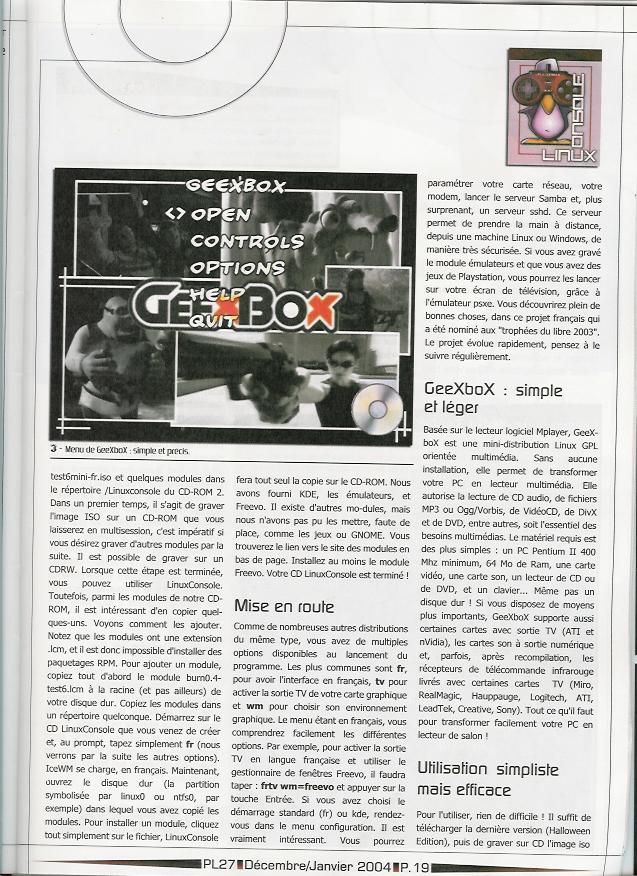 LINUX
CONSOLE
GEEXBOX
<> OPEN
CONTROLS
OPTIONS
HELP
QUIT
GEEXBOX
3 - Menu de GeeXboX : simple et precis.
test6mini-fr.iso et quelques modules dans
le répertoire /Linuxconsole du CD-ROM 2.
Dans un premier temps, il s'agit de graver
l'image ISO sur un CD-ROM que vous
laisserez en multisession, c'est impératif si
vous désirez graver d'autres modules par la
suite. Il est possible de graver sur un
CDRW. Lorsque cette étape est terminée,
vous pouvez utiliser LinuxConsole.
Toutefois, parmi les modules de notre CD-
ROM, il est intéressant d'en copier quel-
ques-uns. Voyons comment les ajouter.
Notez que les modules ont une extension
.lcm, et il est donc impossible d'installer des
paquetages RPM. Pour ajouter un module,
copiez tout d'abord le module burn0.4-
test6.lcm à la racine (et pas ailleurs) de
votre disque dur. Copiez les modules dans
un répertoire quelconque. Démarrez sur le
CD LinuxConsole que vous venez de créer
et, au prompt, tapez simplement fr (nous
verrons par la suite les autres options).
IceWM se charge, en français. Maintenant,
ouvrez le disque dur (la partition
symbolisée par linux0 ou ntfs0, par
exemple) dans lequel vous avez copié les
modules. Pour installer un module, cliquez
tout simplement sur le fichier, LinuxConsole
fera tout seul la copie sur le CD-ROM. Nous
avons fourni KDE, les émulateurs, et
Freevo. Il existe d'autres mo-dules, mais
nous n'avons pas pu les mettre, faute de
place, comme les jeux ou GNOME. Vous
trouverez le lien vers le site des modules en
bas de page. Installez au moins le module
Freevo. Votre CD LinuxConsole est terminé !
Mise en route
Comme de nombreuses autres distributions
du même type, vous avez de multiples
options disponibles au lancement du
programme. Les plus communes sont fr,
pour avoir l'interface en français, tv pour
activer la sortie TV de votre carte graphique
et wm pour choisir son environnement
graphique. Le menu étant en français, vous
comprendrez facilement les différentes
options. Par exemple, pour activer la sortie
TV en langue française et utiliser le
gestionnaire de fenêtres Freevo, il faudra
taper : frtv wm=freevo et appuyer sur la
touche Entrée. Si vous avez choisi le
démarrage standard (fr) ou kde, rendez-
vous dans le menu configuration. Il est
vraiment intéressant. Vous pourrez
paramétrer votre carte réseau, votre
modem, lancer le serveur Samba et, plus
surprenant, un serveur sshd. Ce serveur
permet de prendre la main à distance,
depuis une machine Linux ou Windows, de
manière très sécurisée. Si vous avez gravé
le module émulateurs et que vous avez des
jeux de Playstation, vous pourrez les lancer
sur votre écran de télévision, grâce à
l'émulateur psxe. Vous découvrirez plein de
bonnes choses, dans ce projet français qui
a été nominé aux "trophées du libre 2003".
Le projet évolue rapidement, pensez à le
suivre régulièrement.
GeeXboX : simple
et léger
Basée sur le lecteur logiciel Mplayer, GeeX-
boX est une mini-distribution Linux GPL
orientée multimédia. Sans aucune
installation, elle permet de transformer
votre PC en lecteur multimédia. Elle
autorise la lecture de CD audio, de fichiers
MP3 ou Ogg/Vorbis, de VidéoCD, de DivX
et de DVD, entre autres, soit l'essentiel des
besoins multimédias. Le matériel requis est
des plus simples : un PC Pentium II 400
Mhz minimum, 64 Mo de Ram, une carte
vidéo, une carte son, un lecteur de CD ou
de DVD, et un clavier... Même pas un
disque dur ! Si vous disposez de moyens
plus importants, GeeXboX supporte aussi
certaines cartes avec sortie TV (ATI et
nVidia), les cartes son à sortie numérique
et, parfois, après recompilation, les
récepteurs de télécommande infrarouge
livrés avec certaines cartes TV (Miro,
RealMagic, Hauppauge, Logitech, ATI,
LeadTek, Creative, Sony). Tout ce qu'il faut
pour transformer facilement votre PC en
lecteur de salon !
Utilisation simpliste
mais efficace
Pour l'utiliser, rien de difficile ! Il suffit de
télécharger la dernière version (Halloween
Edition), puis de graver sur CD l'image iso
PL27 Décembre/Janvier 2004 P.19